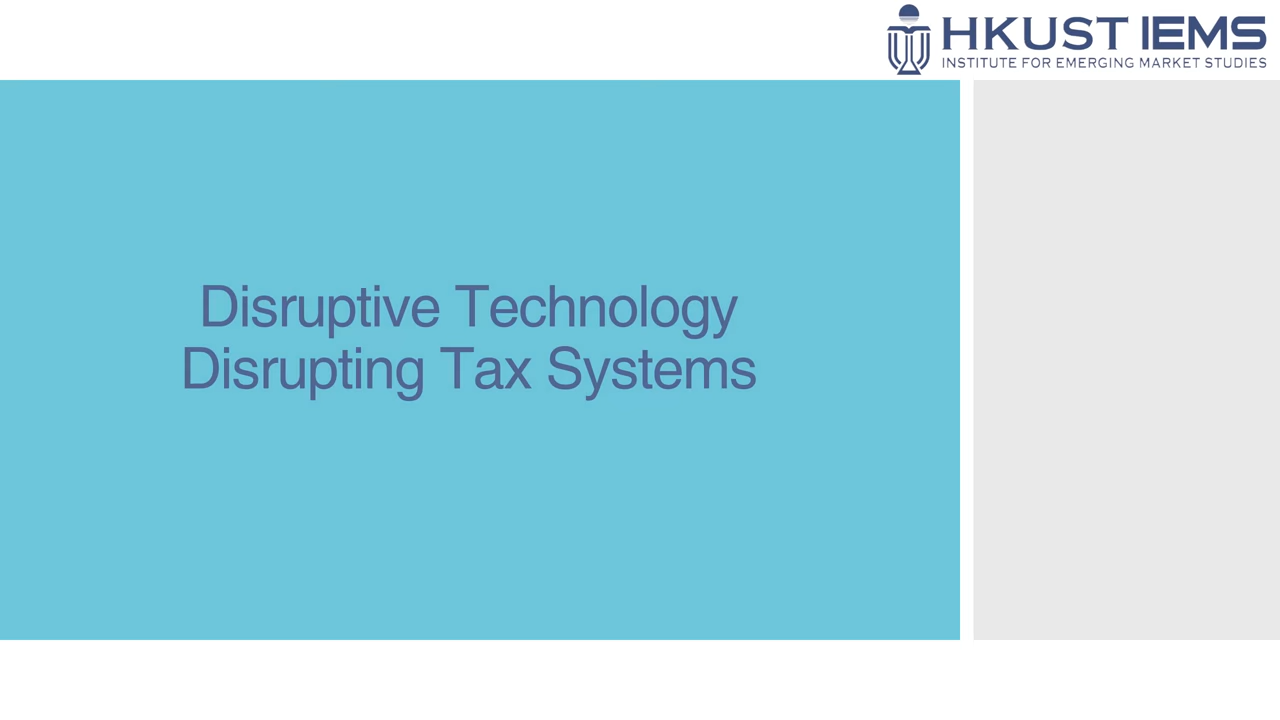 HKUST IEMS
INSTITUTE FOR EMERGING MARKET STUDIES
Disruptive Technology
Disrupting Tax Systems